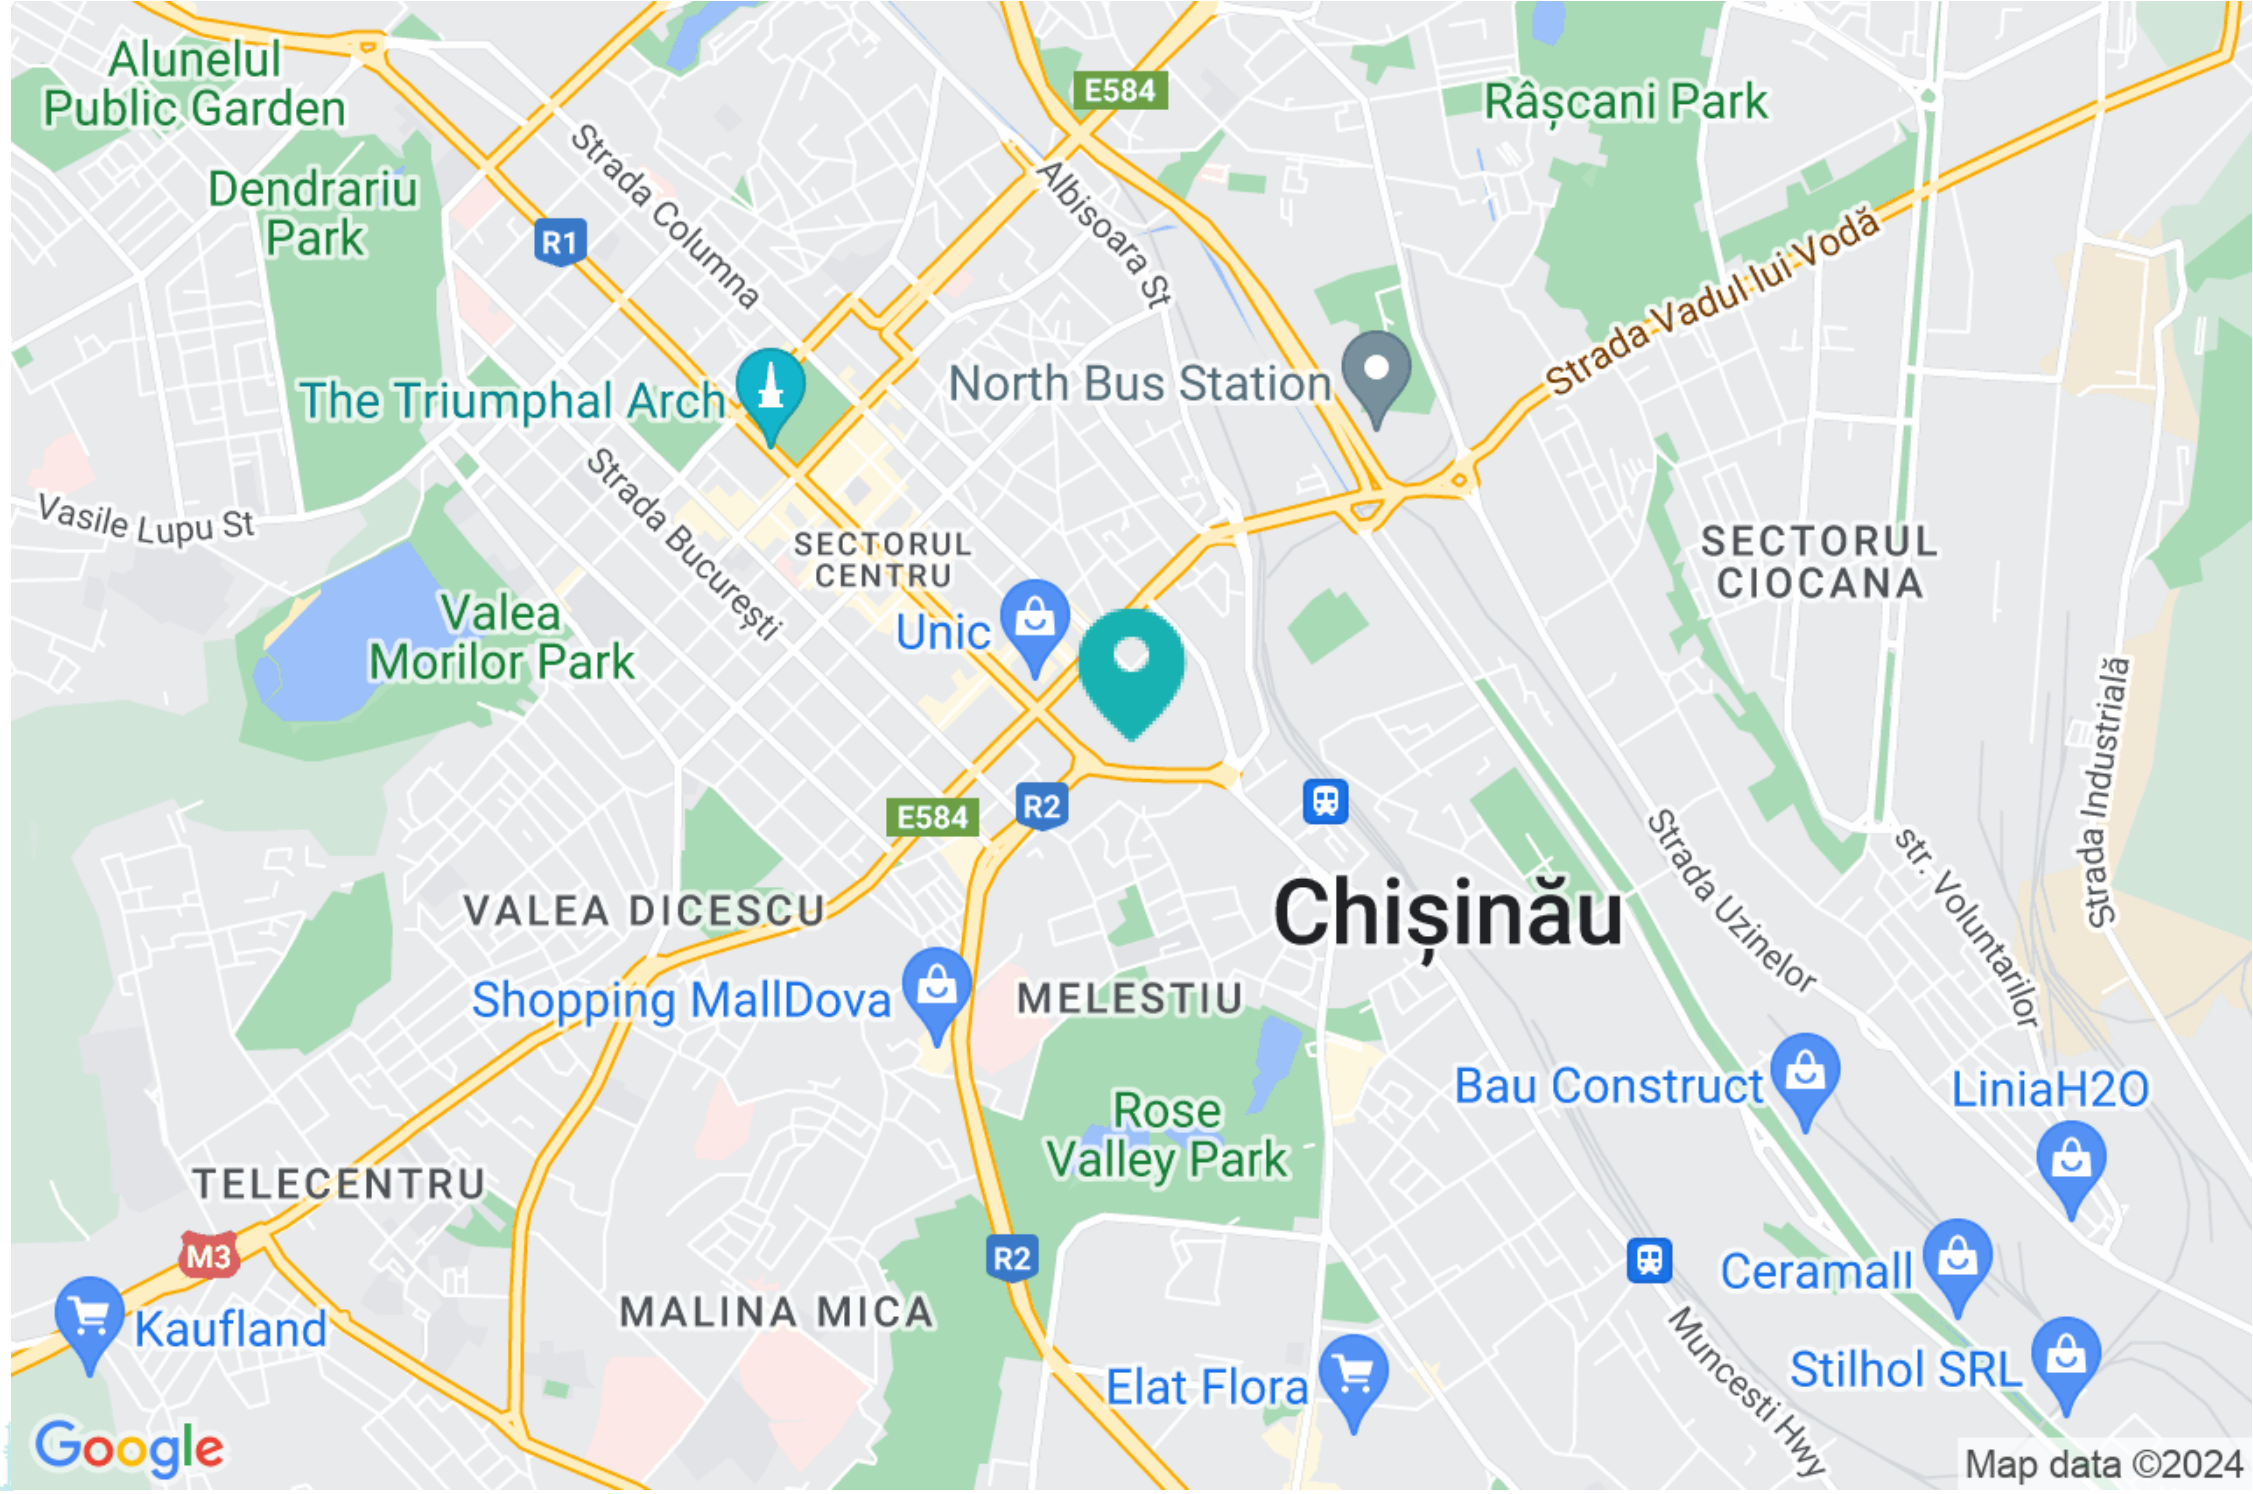 Alunelul
Public Garden
E584
Râșcani Park
Dendrariu
Park
Strada Columna
Albisoara St
R1
Strada Vadul lui Vodă
The Triumphal Arch
North Bus Station
Vasile Lupu St
Strada București
SECTORUL
CENTRU
SECTORUL
CIOCANA
Valea
Morilor Park
Unic
Strada Industrială
E584
R2
Strada Uzinelor
str. Voluntarilor
VALEA DICESCU
Chișinău
Shopping MallDova
MELESTIU
Bau Construct
LiniaH2O
Rose
Valley Park
TELECENTRU
M3
R2
Ceramall
Kaufland
MALINA MICA
Muncesti Hwy
Stilhol SRL
Elat Flora
Google
Map data ©2024